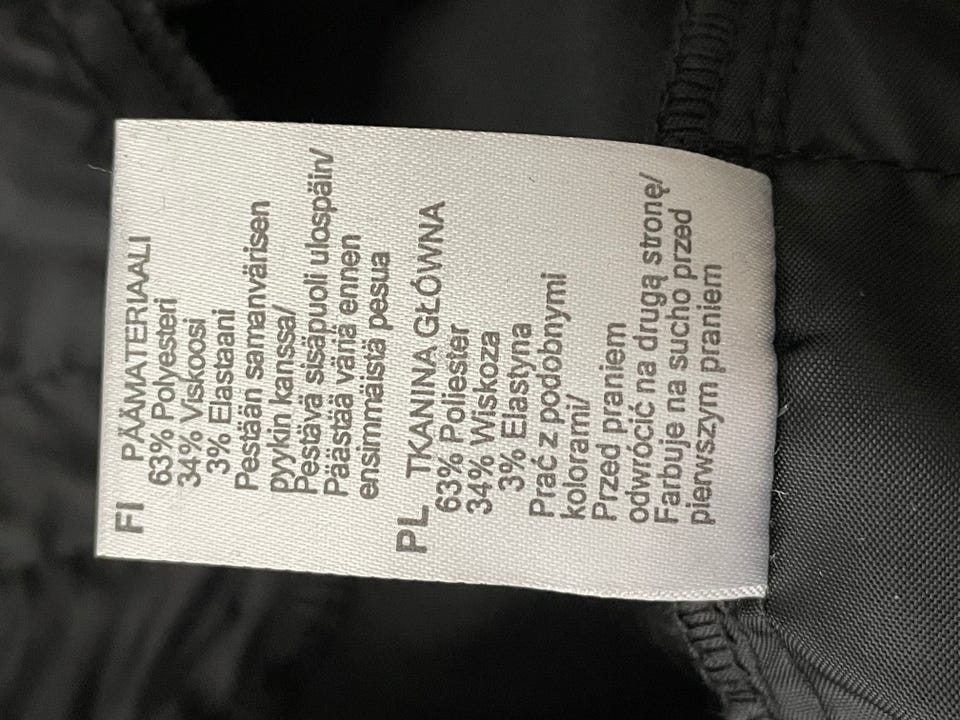 FI PÄÄMATERIAALI
63% Polyesteri
34% Viskoosi
3% Elastaani
Pestään samanvärisen
pyykin kanssa/
Pestävä sisäpuoli ulospäin/
Päästää väriä ennen
ensimmäistä pesua
PL TKANINA GŁÓWNA
63% Poliester
34% Wiskoza
3% Elastyna
Prać z podobnymi
kolorami/
Przed praniem
odwrócić na drugą stronę/
Farbuje na sucho przed
pierwszym praniem